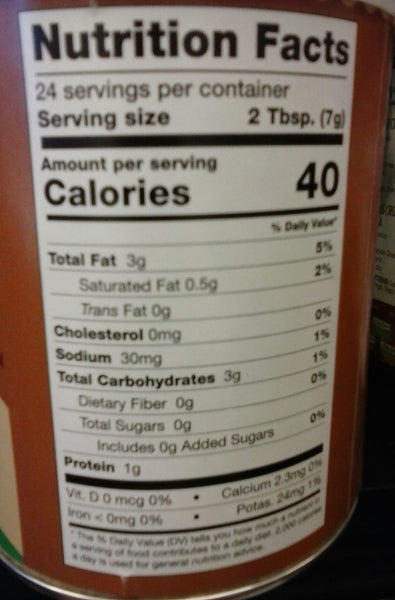 Nutrition Facts
24 servings per container
Serving size 2 Tbsp. (7g)
Amount per serving
Calories 40
% Daily Value*
Total Fat 3g 5%
Saturated Fat 0.5g 2%
Trans Fat 0g
Cholesterol 0mg 0%
Sodium 30mg 1%
Total Carbohydrates 3g 1%
Dietary Fiber 0g 0%
Total Sugars 0g
Includes 0g Added Sugars 0%
Protein 1g
Vit. D 0 mcg 0% • Calcium 2.3mg 0%
Iron < 0mg 0% • Potas. 24mg 1%
* The % Daily Value (DV) tells you how much a nutrient in
a serving of food contributes to a daily diet. 2,000 calories
a day is used for general nutrition advice.